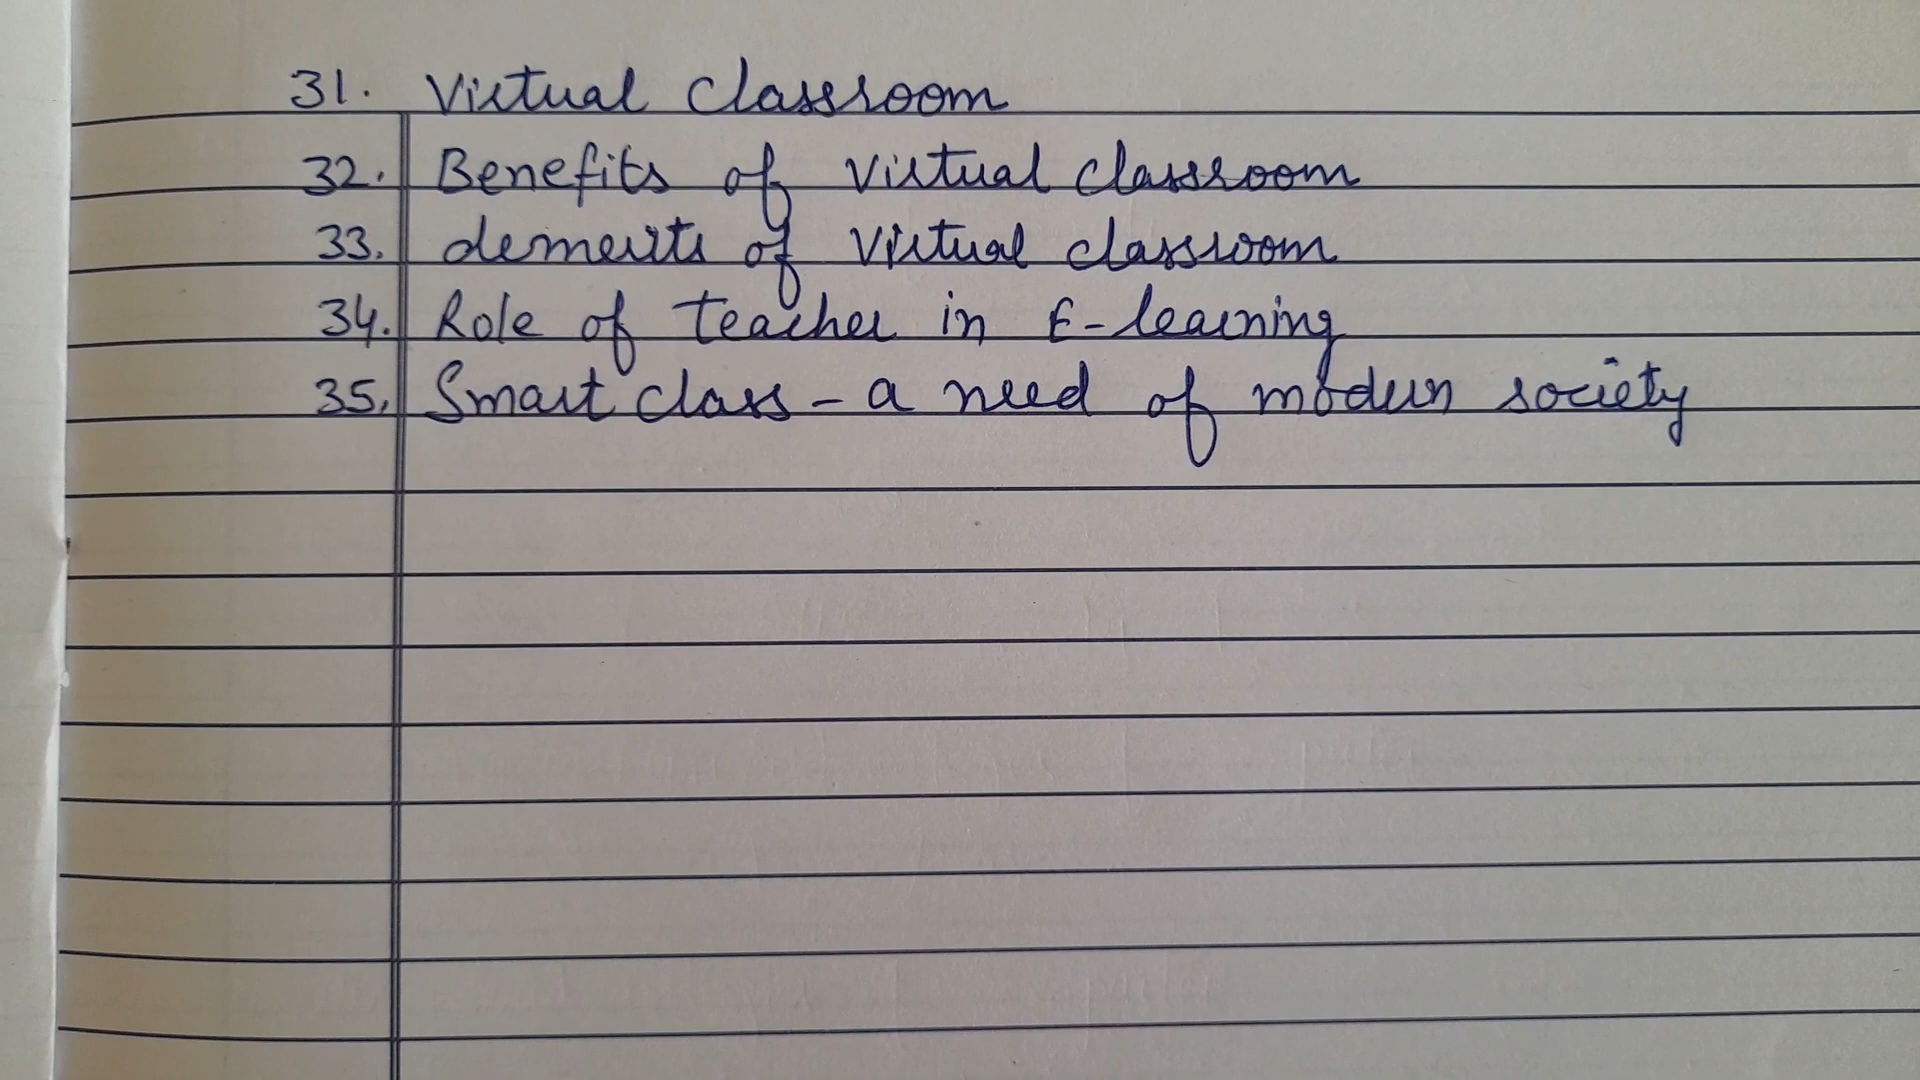 31. Virtual classroom
32. Benefits of Virtual classroom
33. demerits of Virtual classroom
34. Role of teacher in E-learning
35. Smart class - a need of modern society